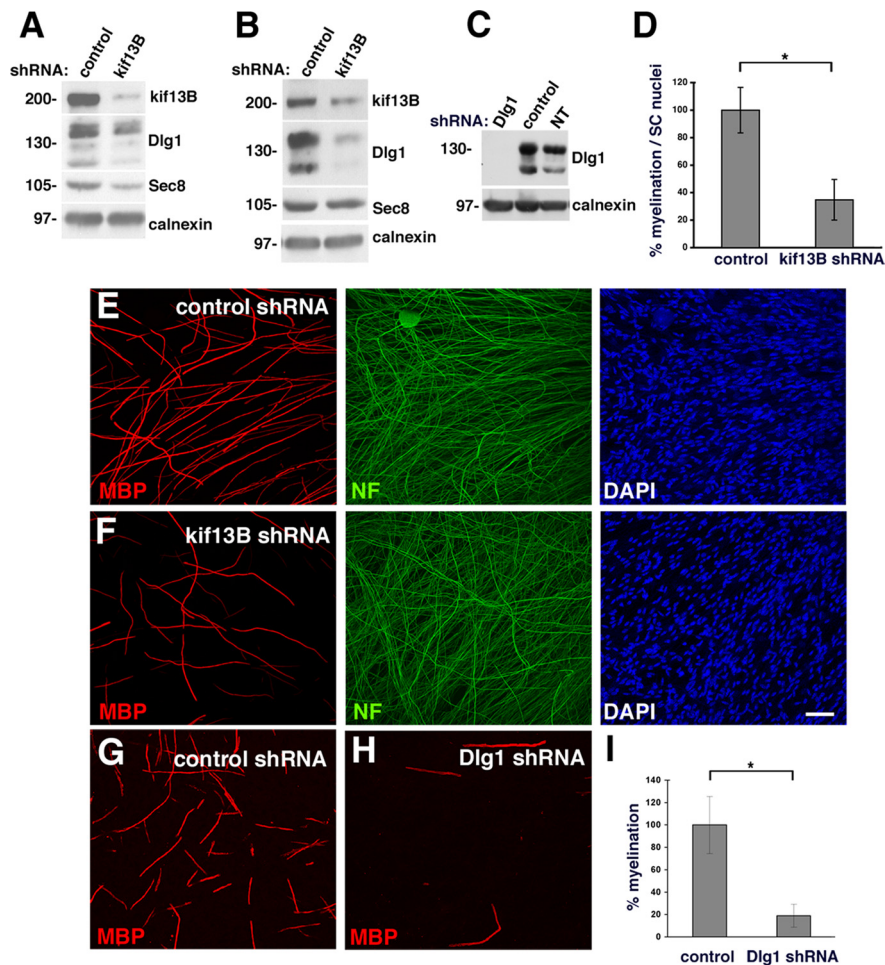 A
shRNA: control kif13B
200- kif13B
130- Dlg1
105- Sec8
97- calnexin
B
shRNA: control kif13B
200- kif13B
130- Dlg1
105- Sec8
97- calnexin
C
shRNA: Dlg1 control NT
130- Dlg1
97- calnexin
D
*
% myelination / SC nuclei
120
100
80
60
40
20
0
control kif13B shRNA
E control shRNA
MBP NF DAPI
F kif13B shRNA
MBP NF DAPI
G control shRNA
MBP
H Dlg1 shRNA
MBP
I
*
% myelination
140
120
100
80
60
40
20
0
control Dlg1 shRNA